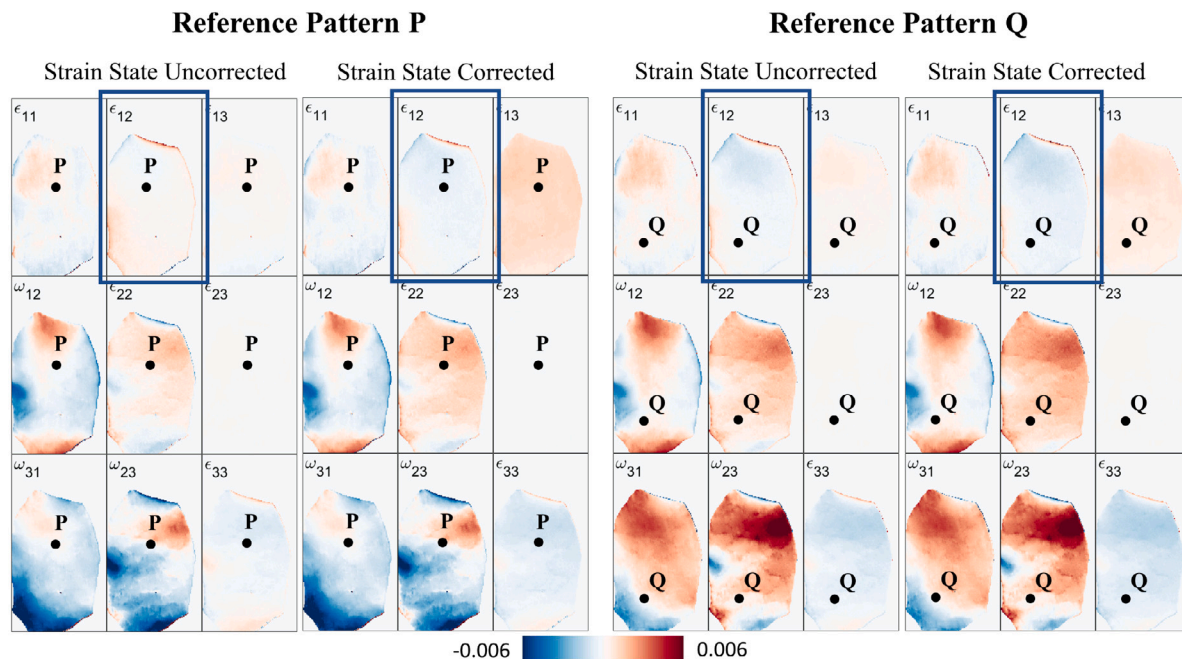 Reference Pattern P Reference Pattern Q
Strain State Uncorrected Strain State Corrected Strain State Uncorrected Strain State Corrected
ϵ11 ϵ12 ϵ13 ϵ11 ϵ12 ϵ13 ϵ11 ϵ12 ϵ13 ϵ11 ϵ12 ϵ13
P P P P P P
Q Q Q Q Q Q
ω12 ϵ22 ϵ23 ω12 ϵ22 ϵ23 ω12 ϵ22 ϵ23 ω12 ϵ22 ϵ23
P P P P P P
Q Q Q Q Q Q
ω31 ω23 ϵ33 ω31 ω23 ϵ33 ω31 ω23 ϵ33 ω31 ω23 ϵ33
P P P P P P
Q Q Q Q Q Q
-0.006 0.006